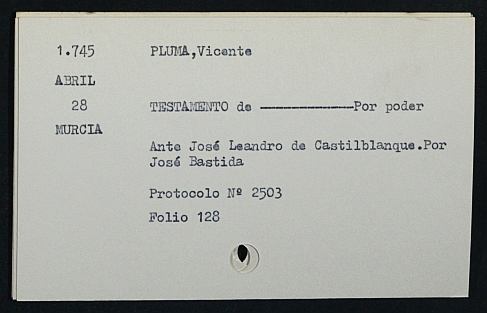 1.745 PLUMA,Vicente
ABRIL
28 TESTAMENTO de ----------------Por poder
MURCIA
Ante José Leandro de Castilblanque.Por
José Bastida
Protocolo Nº 2503
Folio 128